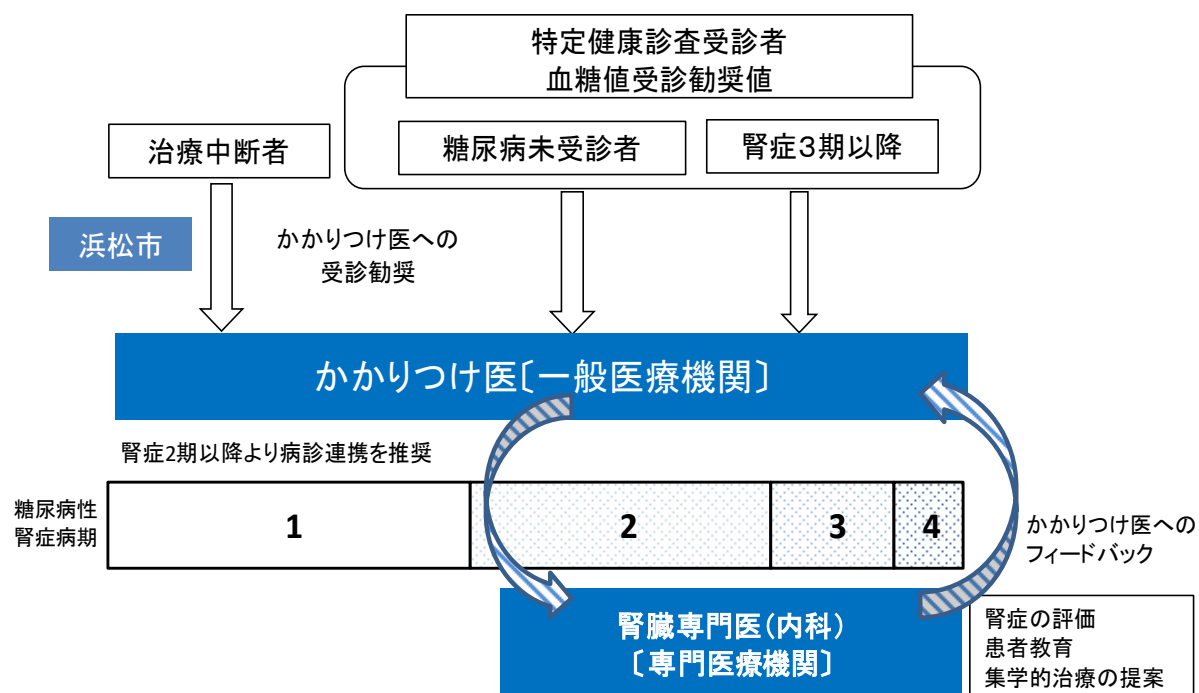 特定健康診査受診者
血糖値受診勧奨値
治療中断者
糖尿病未受診者
腎症3期以降
浜松市
かかりつけ医への
受診勧奨
かかりつけ医〔一般医療機関〕
腎症2期以降より病診連携を推奨
糖尿病性
腎症病期
1
2
3
4
かかりつけ医への
フィードバック
腎臓専門医(内科)
〔専門医療機関〕
腎症の評価
患者教育
集学的治療の提案